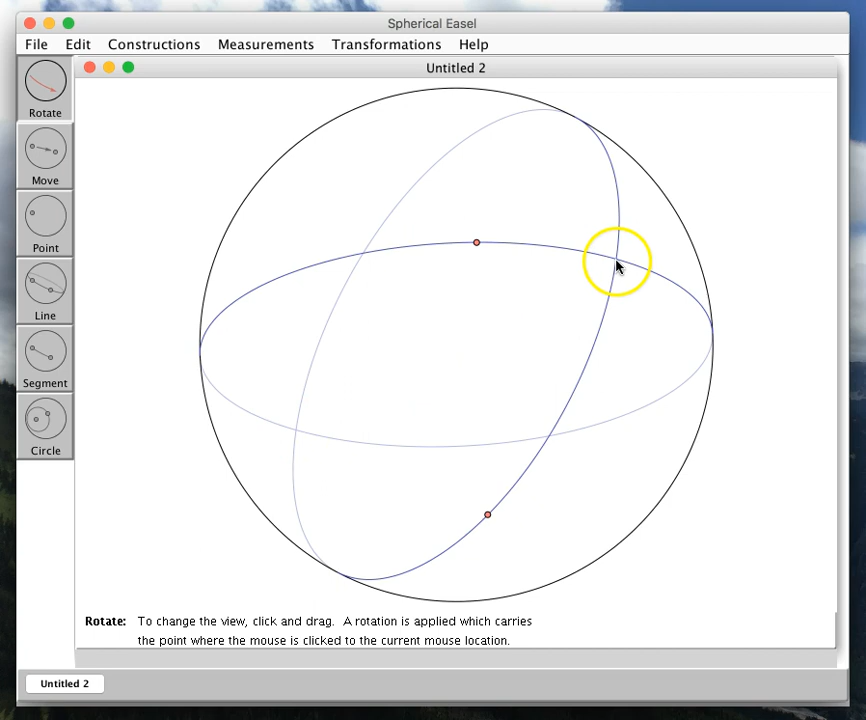 Spherical Easel
File Edit Constructions Measurements Transformations Help
Untitled 2
Rotate
Move
Point
Line
Segment
Circle
Rotate: To change the view, click and drag. A rotation is applied which carries
the point where the mouse is clicked to the current mouse location.
Untitled 2